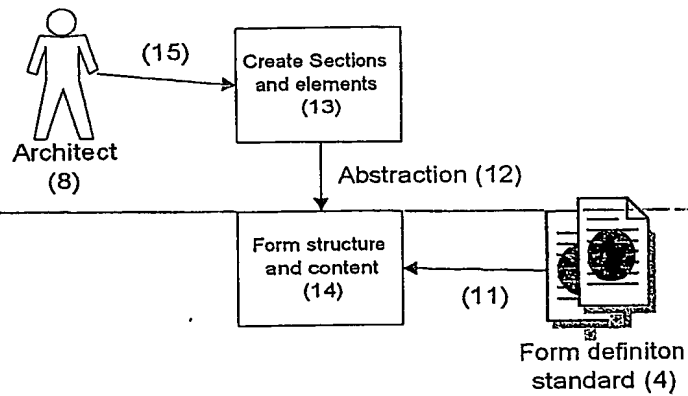 (15)
Create Sections
and elements
(13)
Architect
(8)
Abstraction (12)
Form structure
and content
(14)
(11)
Form definiton
standard (4)